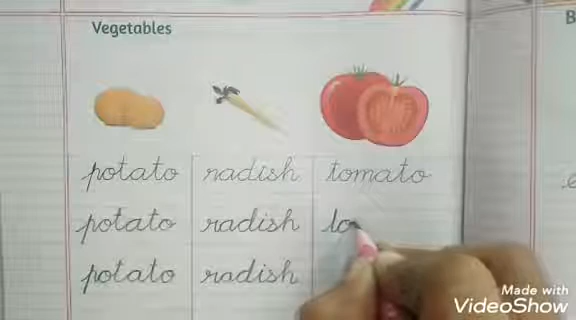 Vegetables
B
potato radish tomato
potato radish to
potato radish
Made with
VideoShow